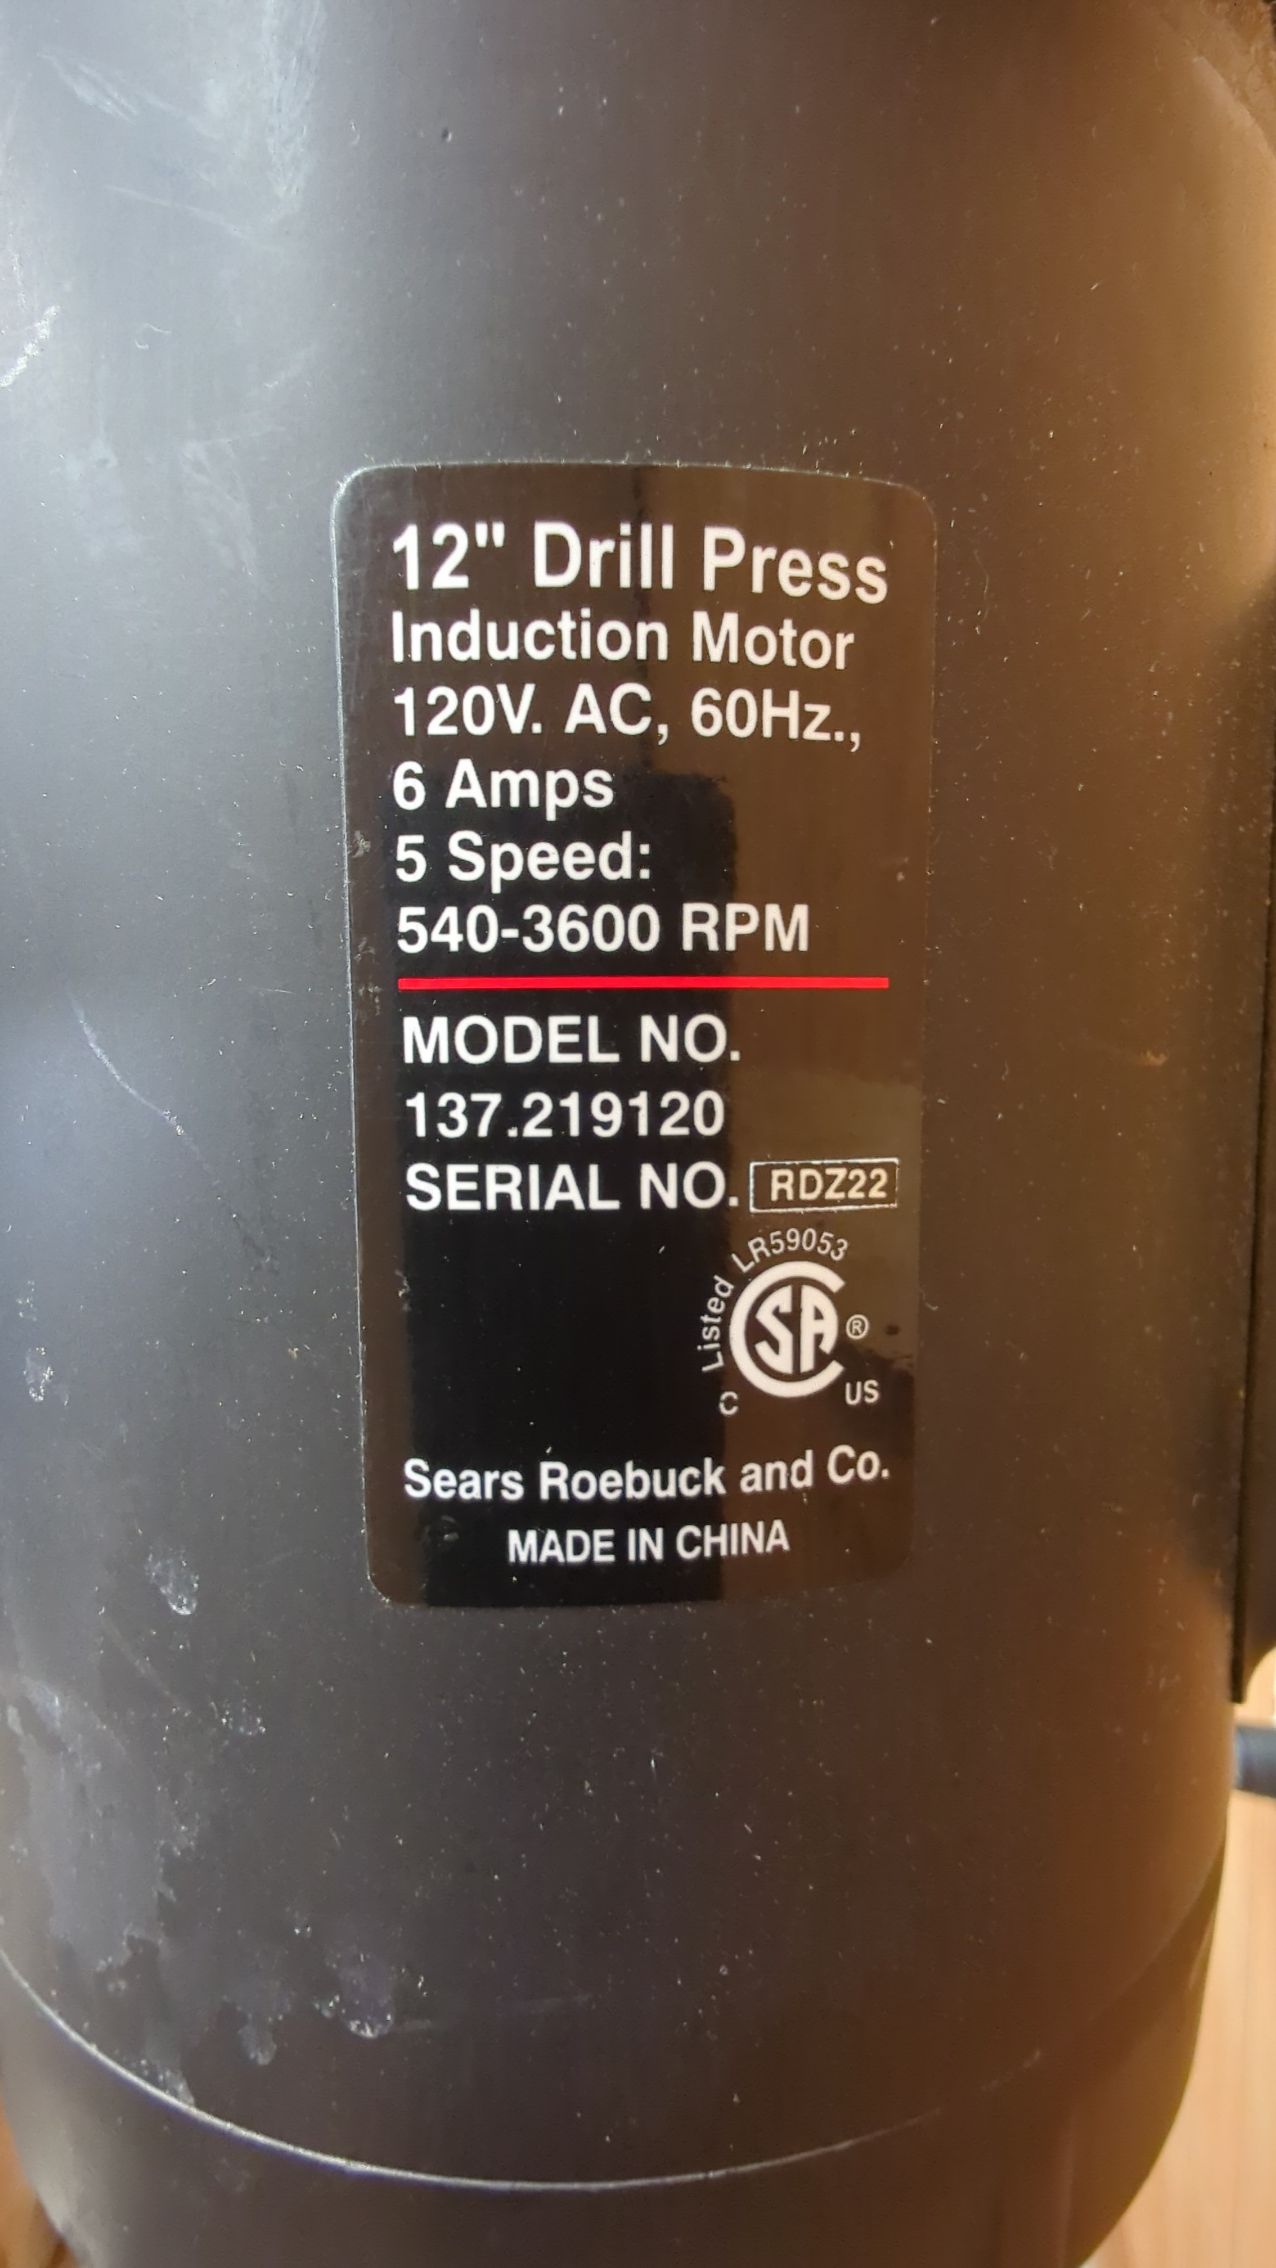 12" Drill Press
Induction Motor
120V. AC, 60Hz.,
6 Amps
5 Speed:
540-3600 RPM
MODEL NO.
137.219120
SERIAL NO. RDZ22
Listed LR59053
SA ®
C US
Sears Roebuck and Co.
MADE IN CHINA